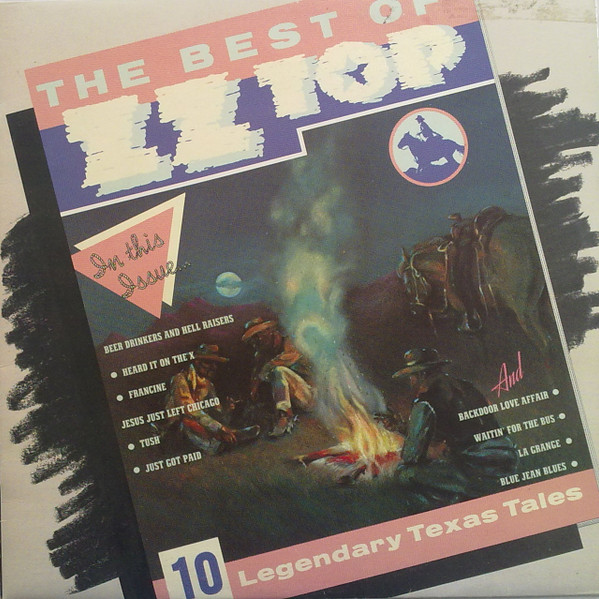 THE BEST OF
ZZ TOP
In this
Issue...
BEER DRINKERS AND HELL RAISERS
• HEARD IT ON THE X
• FRANCINE
JESUS JUST LEFT CHICAGO
• TUSH
• JUST GOT PAID
And
BACKDOOR LOVE AFFAIR •
WAITIN' FOR THE BUS •
LA GRANGE •
BLUE JEAN BLUES •
10 Legendary Texas Tales